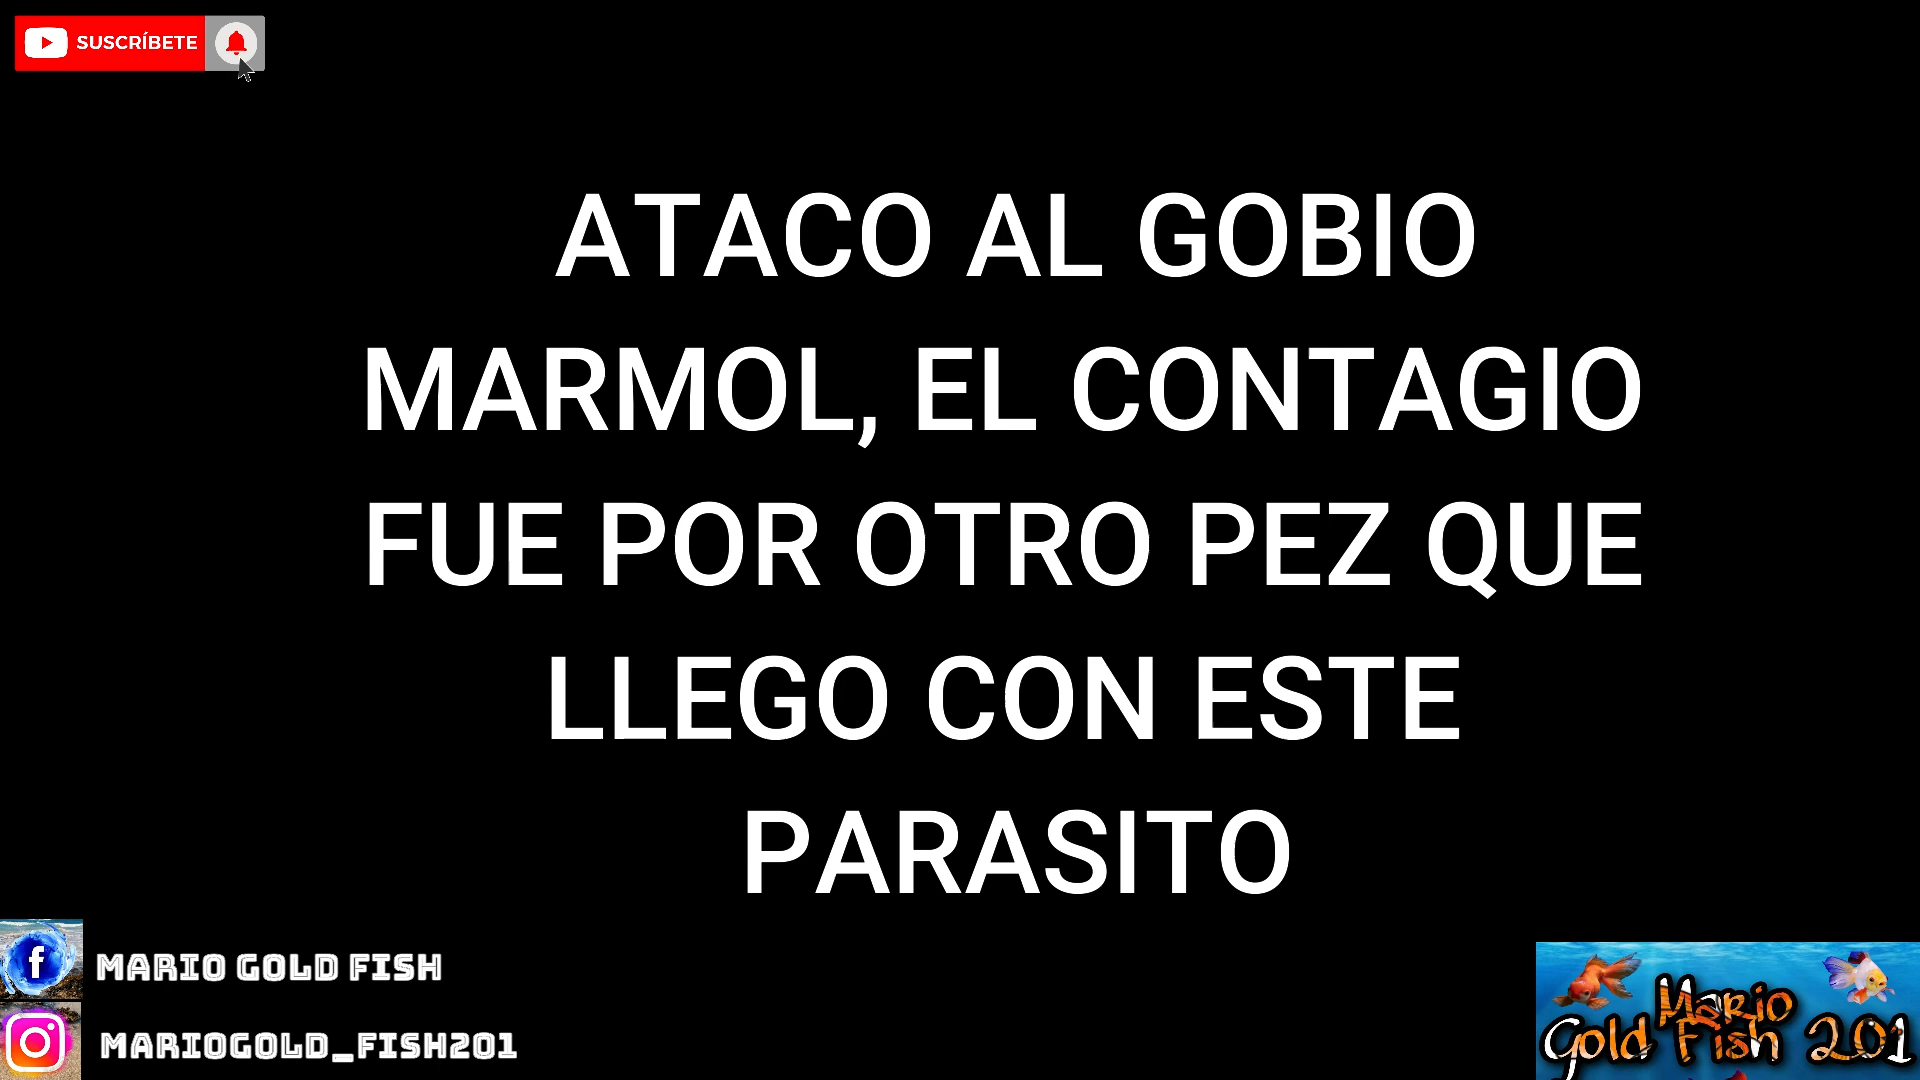 SUSCRÍBETE
ATACO AL GOBIO
MARMOL, EL CONTAGIO
FUE POR OTRO PEZ QUE
LLEGO CON ESTE
PARASITO
MARIO GOLD FISH
MARIOGOLD_FISH201
Mario
Gold Fish 201